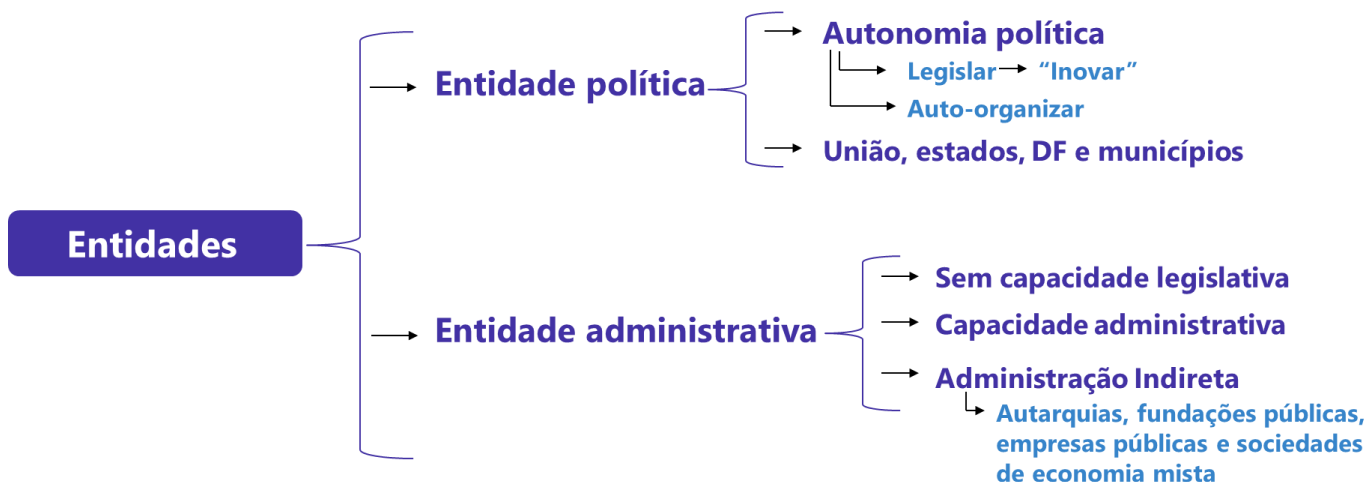 Entidades
Entidade política
Autonomia política
Legislar
“Inovar”
Auto-organizar
União, estados, DF e municípios
Entidade administrativa
Sem capacidade legislativa
Capacidade administrativa
Administração Indireta
Autarquias, fundações públicas,
empresas públicas e sociedades
de economia mista